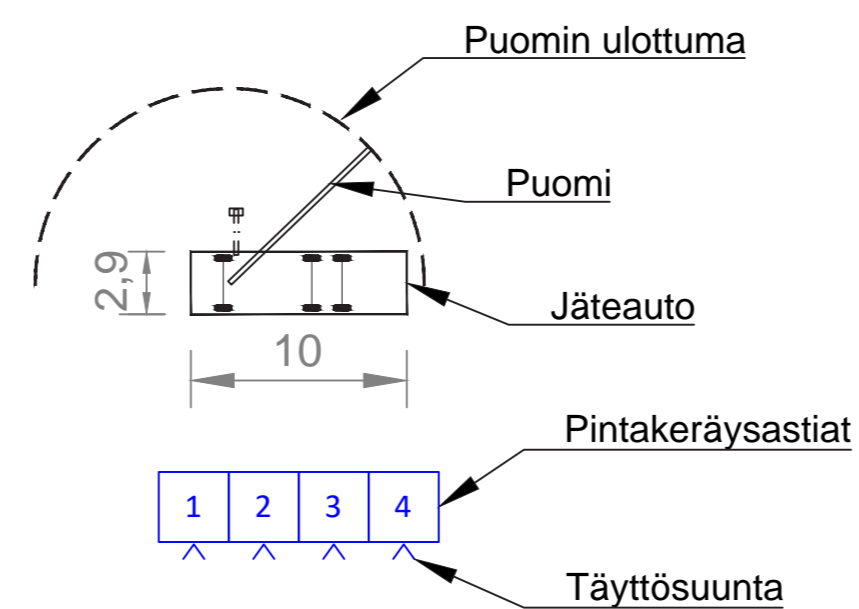 Puomin ulottuma
Puomi
2,9
Jäteauto
10
Pintakeräysastiat
1 2 3 4
Täyttösuunta